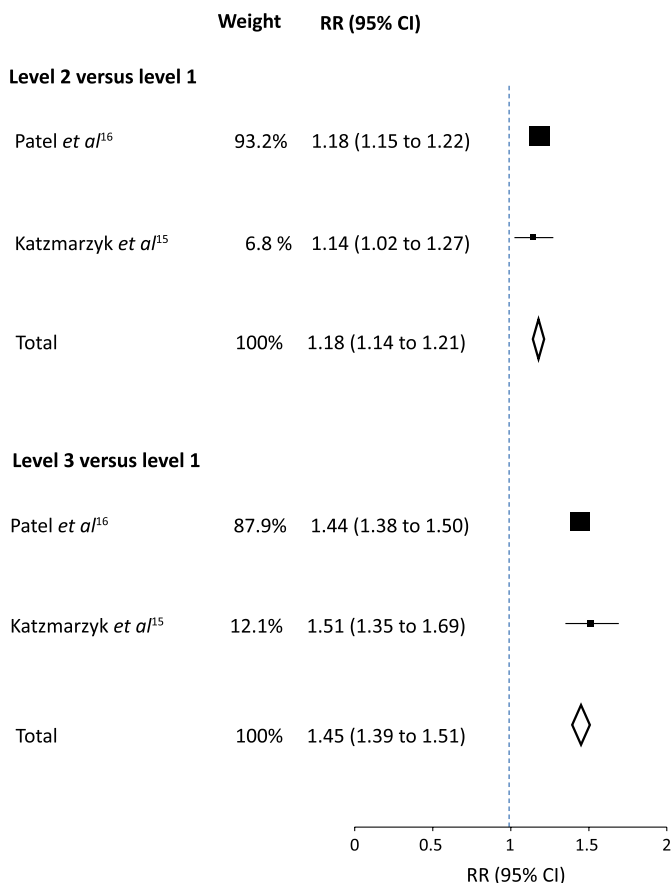 Weight RR (95% CI)
Level 2 versus level 1
Patel et al16 93.2% 1.18 (1.15 to 1.22)
Katzmarzyk et al15 6.8 % 1.14 (1.02 to 1.27)
Total 100% 1.18 (1.14 to 1.21)
Level 3 versus level 1
Patel et al16 87.9% 1.44 (1.38 to 1.50)
Katzmarzyk et al15 12.1% 1.51 (1.35 to 1.69)
Total 100% 1.45 (1.39 to 1.51)
0 0.5 1 1.5 2
RR (95% CI)